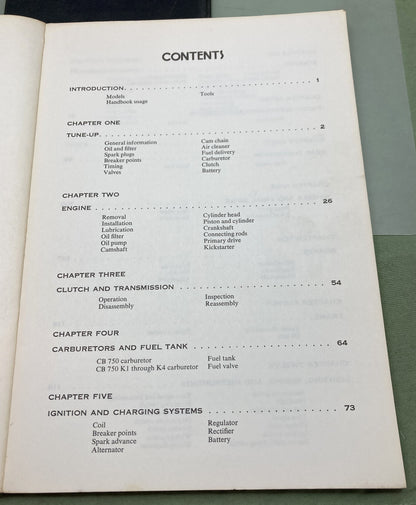 CONTENTS
INTRODUCTION. . . . . . . . . . . . . . . . . . . . . . . . . . . . 1
Models Tools
Handbook usage
CHAPTER ONE
TUNE-UP. . . . . . . . . . . . . . . . . . . . . . . . . . . . . . . 2
General information Cam chain
Oil and filter Air cleaner
Spark plugs Fuel delivery
Breaker points Carburetor
Timing Clutch
Valves Battery
CHAPTER TWO
ENGINE . . . . . . . . . . . . . . . . . . . . . . . . . . . . . . . 26
Removal Cylinder head
Installation Piston and cylinder
Lubrication Crankshaft
Oil filter Connecting rods
Oil pump Primary drive
Camshaft Kickstarter
CHAPTER THREE
CLUTCH AND TRANSMISSION . . . . . . . . . . . . . . . . . . . . 54
Operation Inspection
Disassembly Reassembly
CHAPTER FOUR
CARBURETORS AND FUEL TANK . . . . . . . . . . . . . . . . . . 64
CB 750 carburetor Fuel tank
CB 750 K1 through K4 carburetor Fuel valve
CHAPTER FIVE
IGNITION AND CHARGING SYSTEMS . . . . . . . . . . . . . . . . . 73
Coil Regulator
Breaker points Rectifier
Spark advance Battery
Alternator